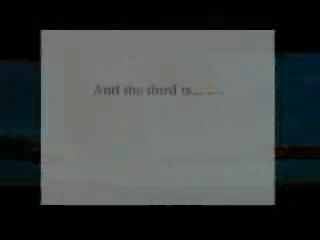 And the third is......